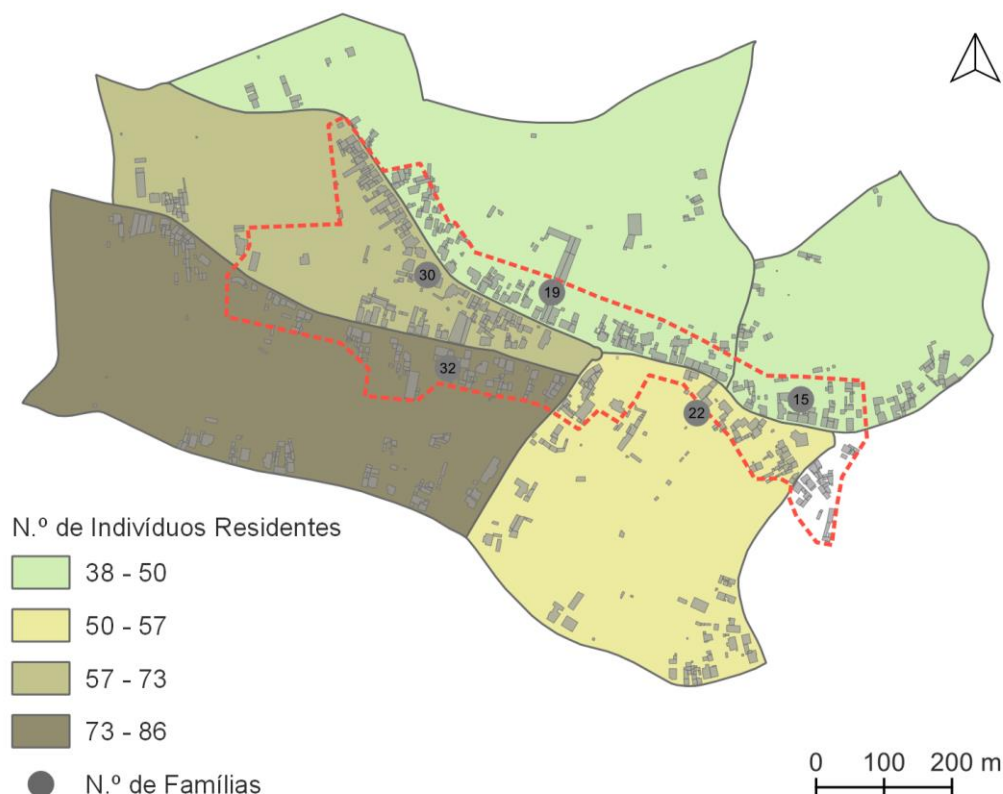 30
19
32
22
15
N.º de Indivíduos Residentes
38 - 50
50 - 57
57 - 73
73 - 86
N.º de Famílias
0 100 200 m